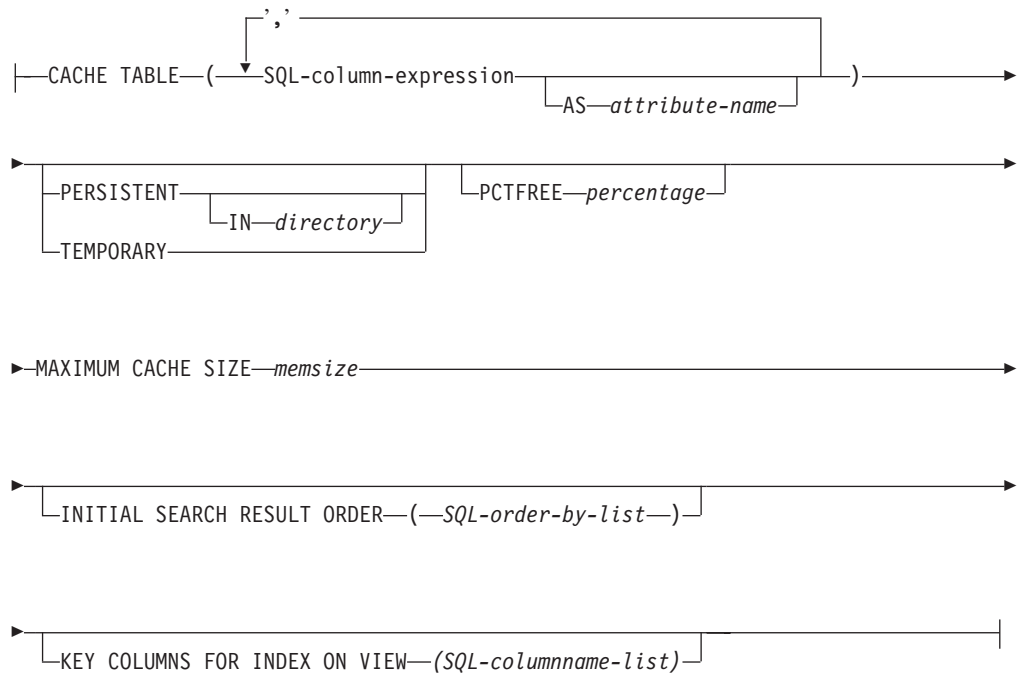 ','
CACHE TABLE ( SQL-column-expression )
AS attribute-name
PERSISTENT PCTFREE percentage
IN directory
TEMPORARY
MAXIMUM CACHE SIZE memsize
INITIAL SEARCH RESULT ORDER ( SQL-order-by-list )
KEY COLUMNS FOR INDEX ON VIEW (SQL-columnname-list)